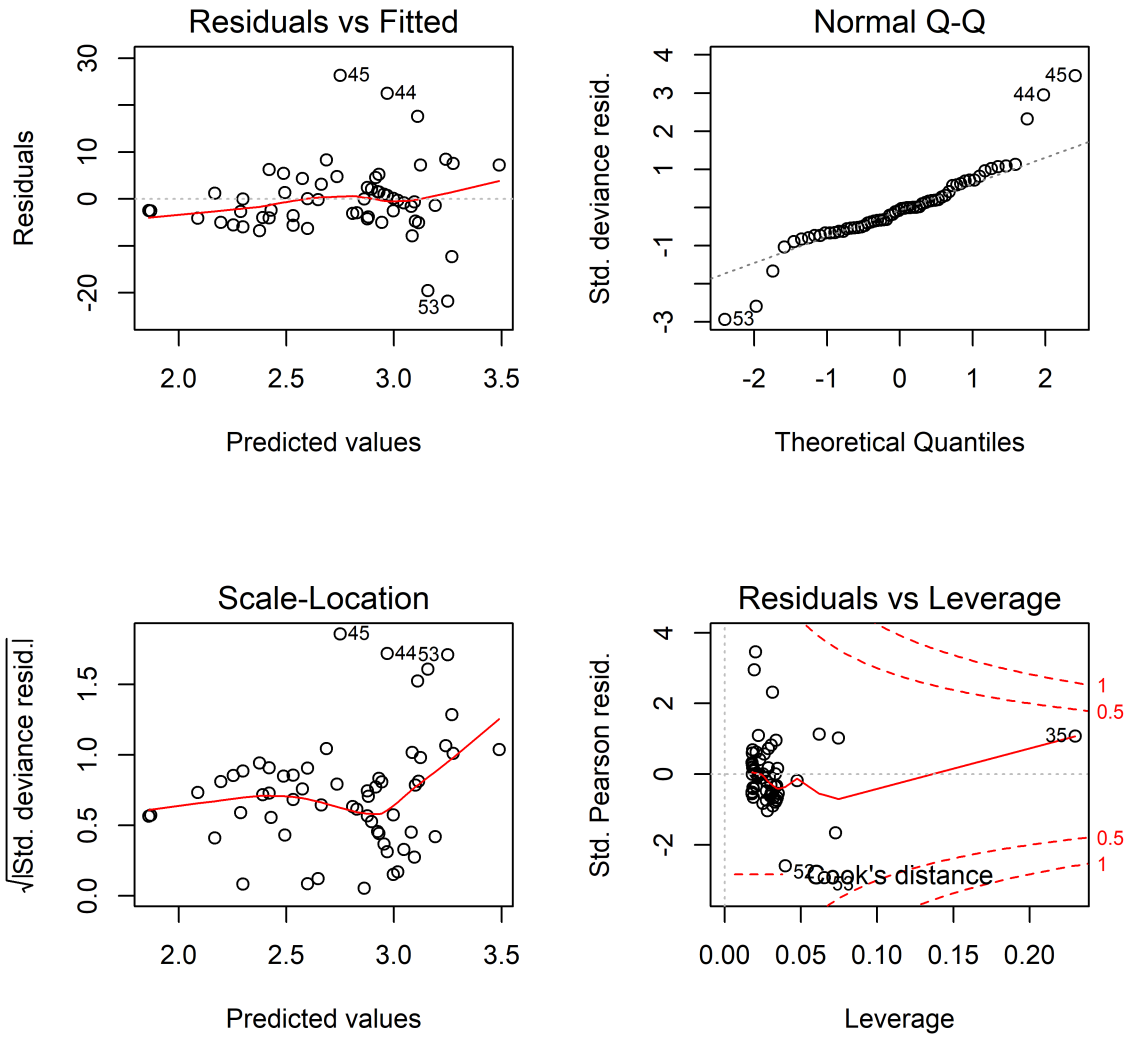 Residuals vs Fitted
Residuals
30
10
0
-20
45
44
53
2.0 2.5 3.0 3.5
Predicted values
Normal Q-Q
Std. deviance resid.
4
3
2
1
-1
-3
45
44
53
-2 -1 0 1 2
Theoretical Quantiles
Scale-Location
√|Std. deviance resid.|
1.5
1.0
0.5
0.0
45
44 53
2.0 2.5 3.0 3.5
Predicted values
Residuals vs Leverage
Std. Pearson resid.
4
2
0
-2
1
0.5
35
0.5
1
52
Cook's distance
53
0.00 0.05 0.10 0.15 0.20
Leverage